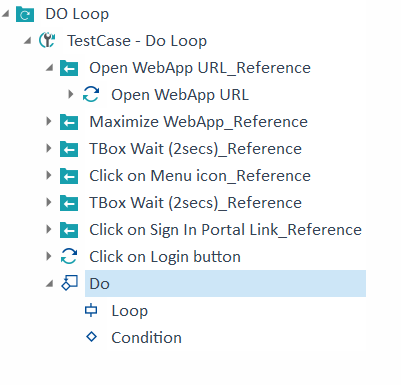 DO Loop
TestCase - Do Loop
Open WebApp URL_Reference
Open WebApp URL
Maximize WebApp_Reference
TBox Wait (2secs)_Reference
Click on Menu icon_Reference
TBox Wait (2secs)_Reference
Click on Sign In Portal Link_Reference
Click on Login button
Do
Loop
Condition